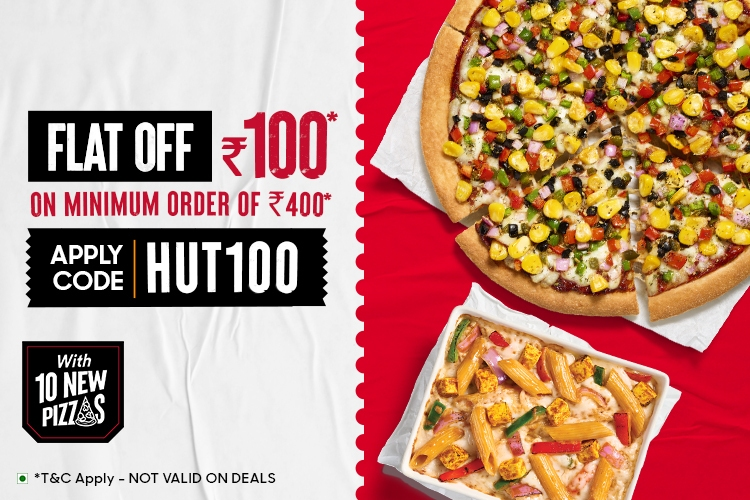 FLAT OFF ₹100*
ON MINIMUM ORDER OF ₹400*
APPLY CODE HUT100
With
10 NEW
PIZZAS
*T&C Apply - NOT VALID ON DEALS